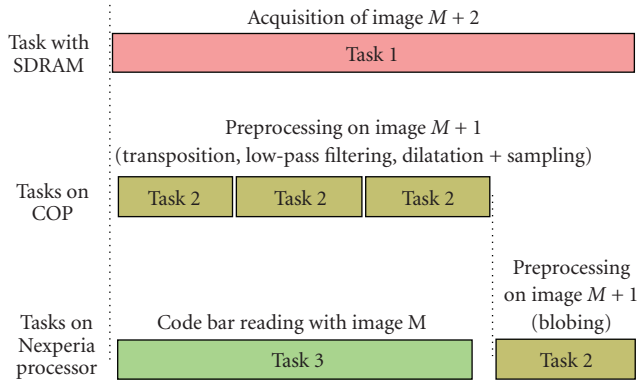 Acquisition of image M + 2
Task with
SDRAM
Task 1
Preprocessing on image M + 1
(transposition, low-pass filtering, dilatation + sampling)
Tasks on
COP
Task 2
Task 2
Task 2
Preprocessing
on image M + 1
(blobing)
Tasks on
Nexperia
processor
Code bar reading with image M
Task 3
Task 2